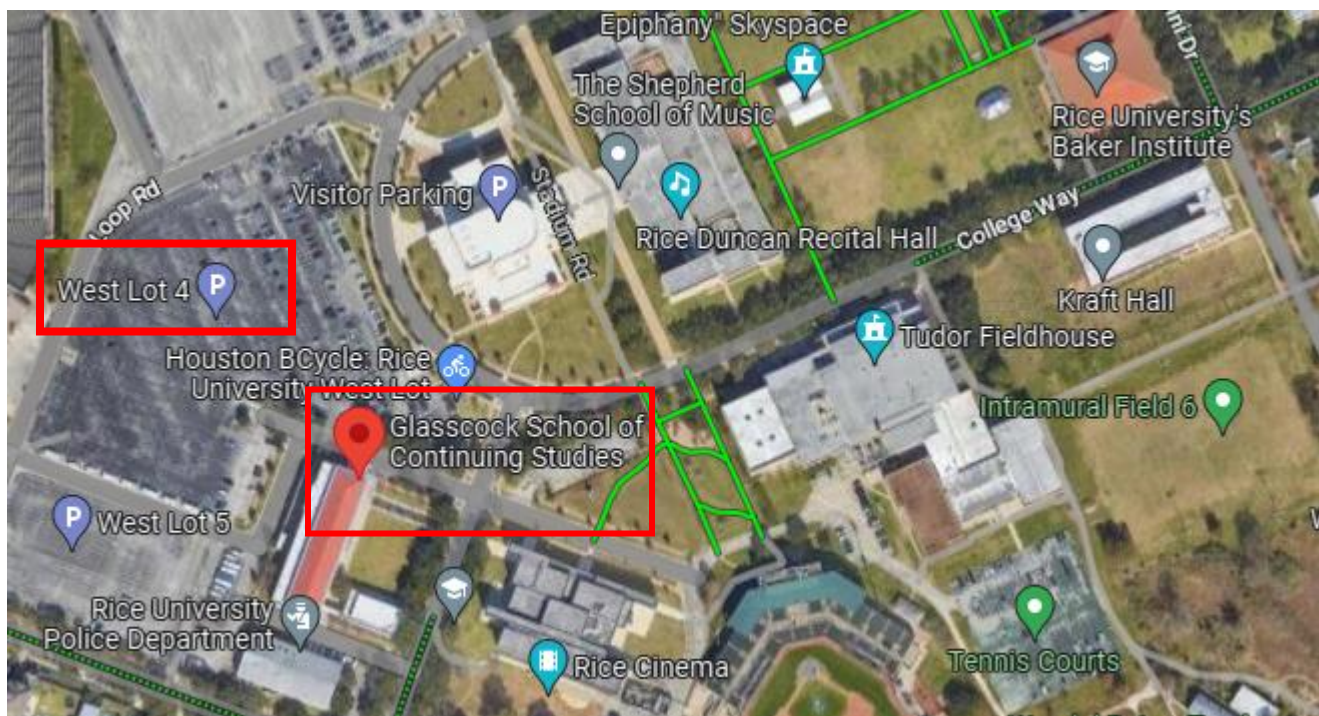 Epiphany" Skyspace
The Shepherd
School of Music
Rice University's
Baker Institute
Visitor Parking
Stadium Rd
Loop Rd
Rice Duncan Recital Hall
College Way
West Lot 4
Kraft Hall
Tudor Fieldhouse
Houston BCycle: Rice
University West Lot
Intramural Field 6
Glasscock School of
Continuing Studies
West Lot 5
Rice University
Police Department
Rice Cinema
Tennis Courts